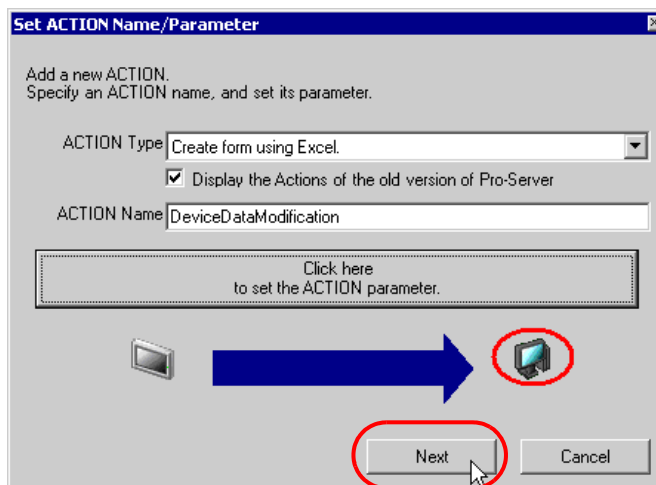 Set ACTION Name/Parameter
Add a new ACTION.
Specify an ACTION name, and set its parameter.
ACTION Type Create form using Excel.
Display the Actions of the old version of Pro-Server
ACTION Name DeviceDataModification
Click here
to set the ACTION parameter.
Next Cancel